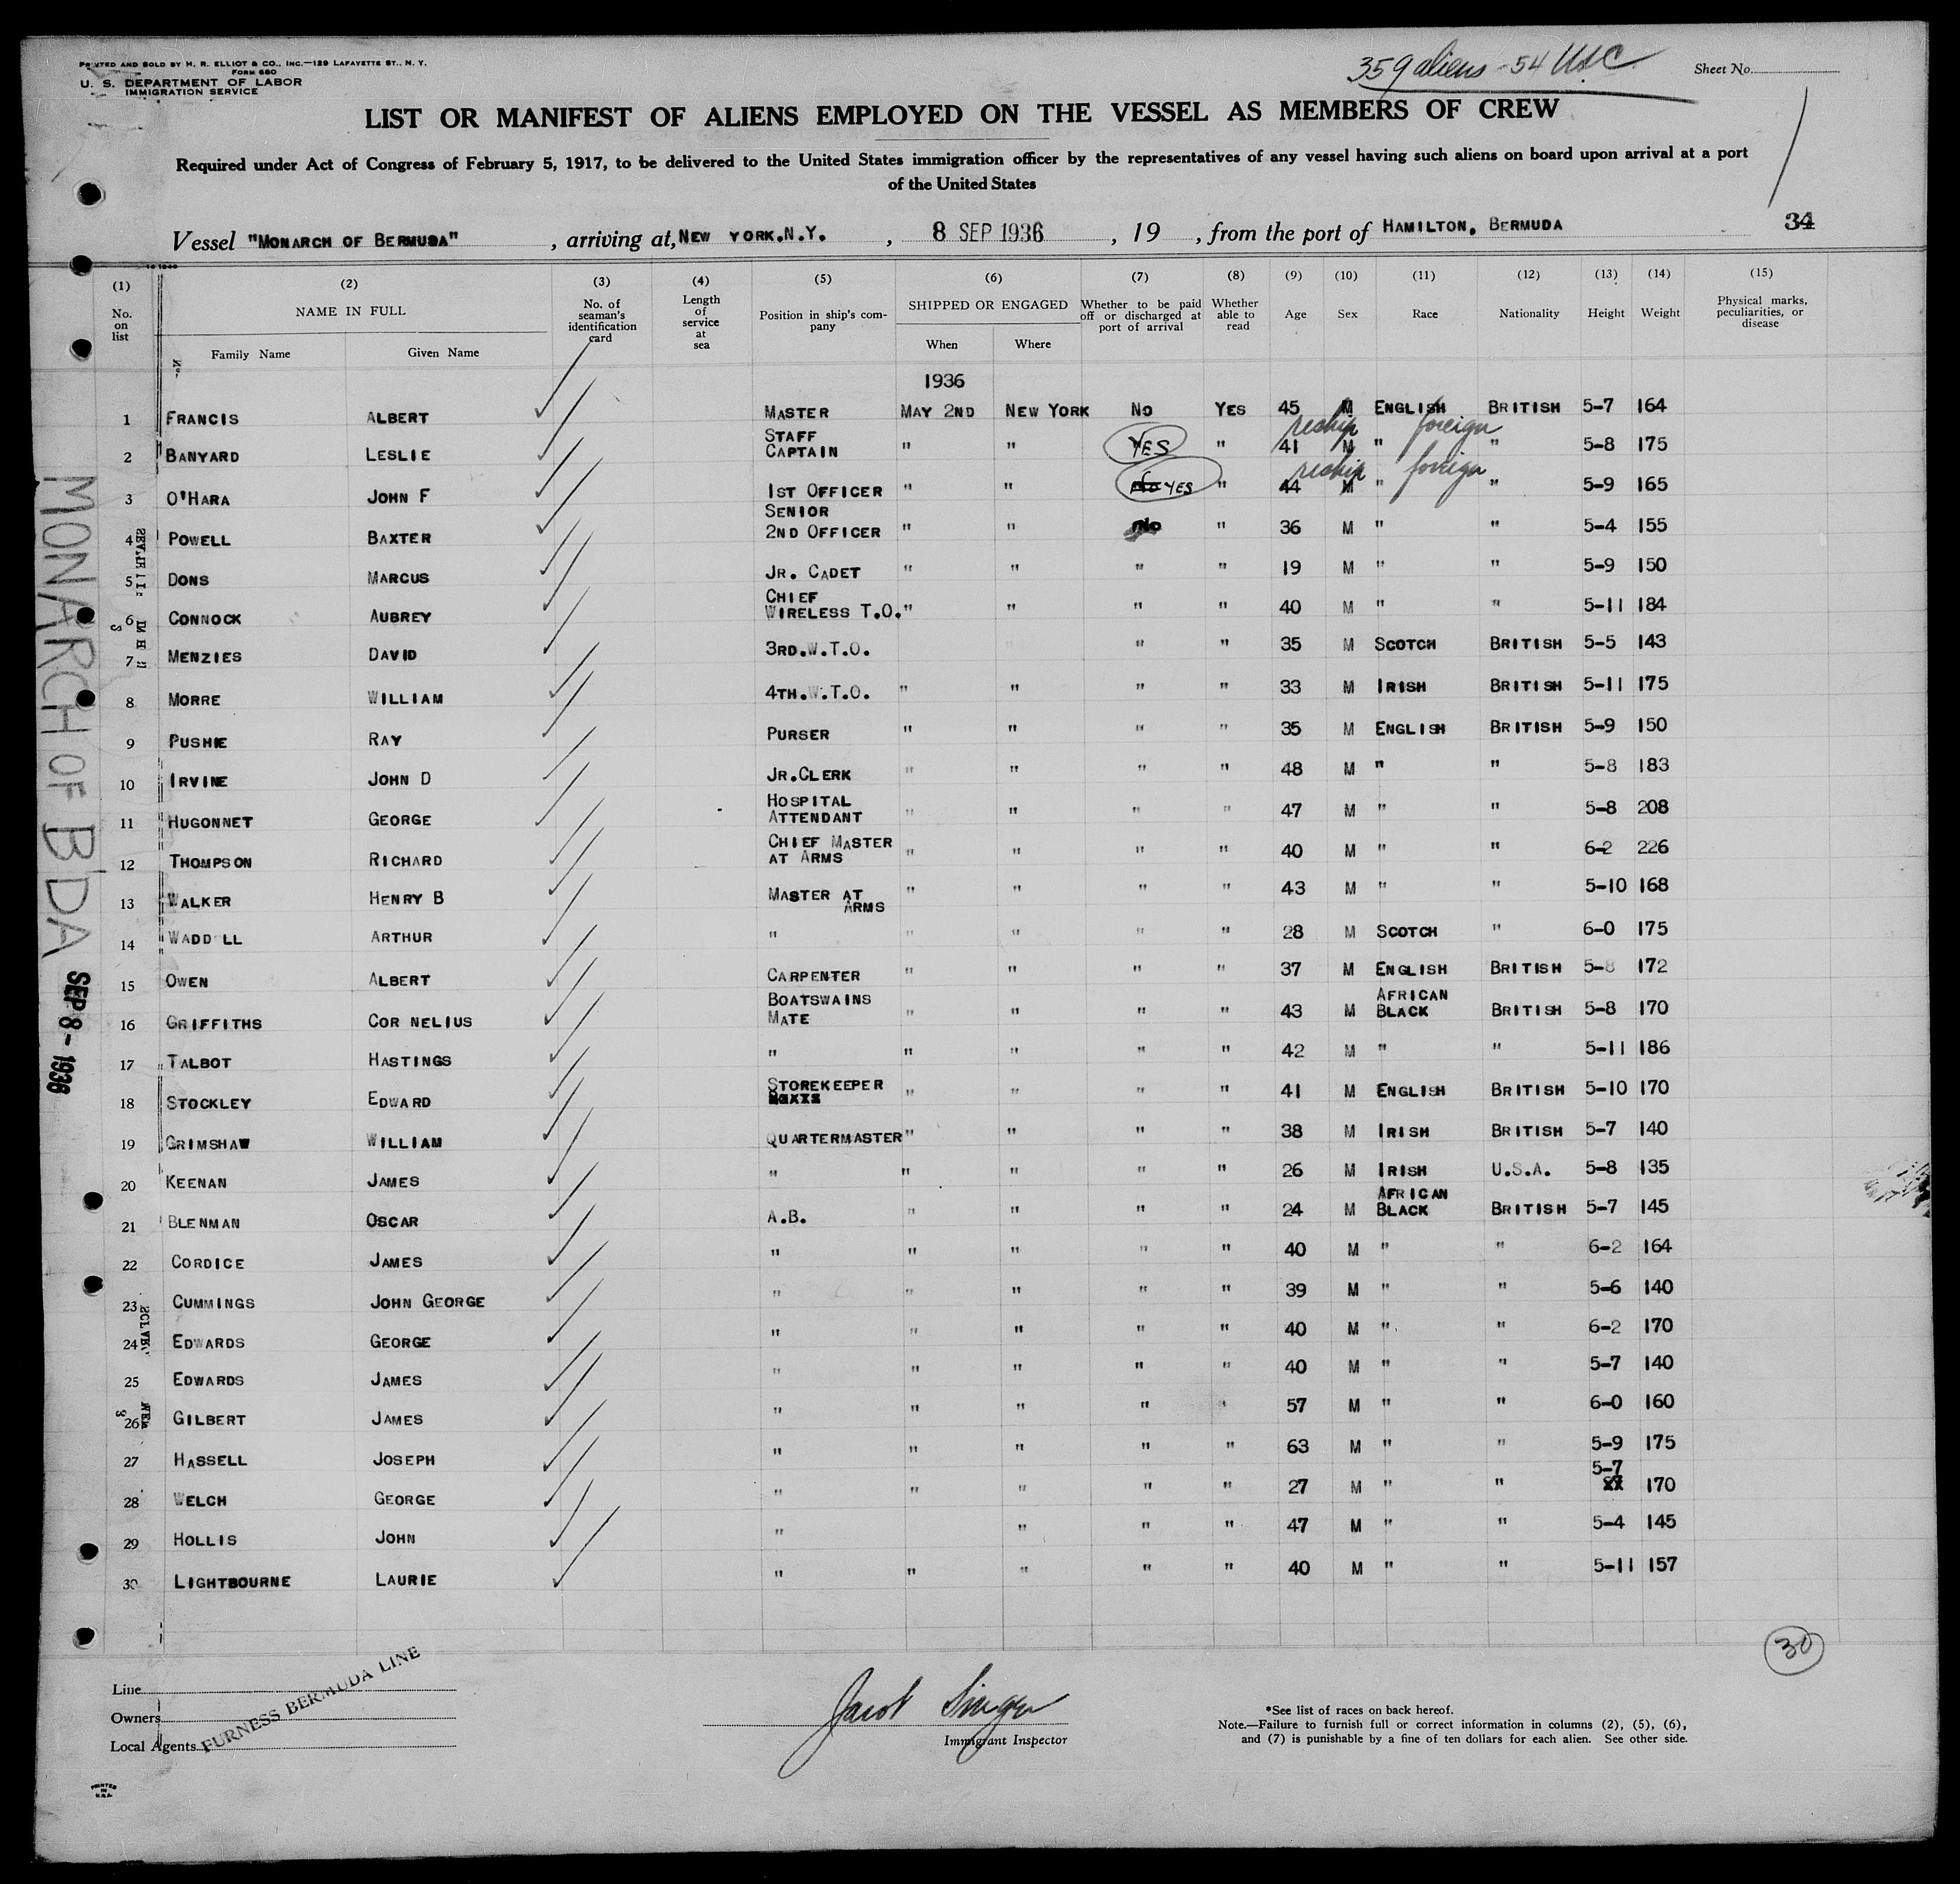 PRINTED AND SOLD BY H. R. ELLIOT & CO., INC.—129 LAFAYETTE ST., N. Y.
FORM 680
U. S. DEPARTMENT OF LABOR
IMMIGRATION SERVICE
359 aliens - 54 USC
Sheet No.
LIST OR MANIFEST OF ALIENS EMPLOYED ON THE VESSEL AS MEMBERS OF CREW
Required under Act of Congress of February 5, 1917, to be delivered to the United States immigration officer by the representatives of any vessel having such aliens on board upon arrival at a port
of the United States
Vessel "MONARCH OF BERMUDA" , arriving at, NEW YORK.N.Y. , 8 SEP 1936 , 19 , from the port of HAMILTON, BERMUDA 34
(1) No. on list (2) NAME IN FULL Family Name Given Name (3) No. of seaman's identification card (4) Length of service at sea (5) Position in ship's company (6) SHIPPED OR ENGAGED When Where (7) Whether to be paid off or discharged at port of arrival (8) Whether able to read (9) Age (10) Sex (11) Race (12) Nationality (13) Height (14) Weight (15) Physical marks, peculiarities, or disease
1936
1 FRANCIS ALBERT MASTER MAY 2ND NEW YORK NO YES 45 M ENGLISH BRITISH 5-7 164
reship foreign
2 BANYARD LESLIE STAFF CAPTAIN " " YES " 41 M " " 5-8 175
reship foreign
3 O'HARA JOHN F 1ST OFFICER " " No YES " 44 M " " 5-9 165
4 POWELL BAXTER SENIOR 2ND OFFICER " " No " 36 M " " 5-4 155
5 DONS MARCUS JR. CADET " " " " 19 M " " 5-9 150
6 CONNOCK AUBREY CHIEF WIRELESS T.O. " " " " 40 M " " 5-11 184
7 MENZIES DAVID 3RD.W.T.O. " " 35 M SCOTCH BRITISH 5-5 143
8 MORRE WILLIAM 4TH.W.T.O. " " " " 33 M IRISH BRITISH 5-11 175
9 PUSHIE RAY PURSER " " " " 35 M ENGLISH BRITISH 5-9 150
10 IRVINE JOHN D JR.CLERK " " " " 48 M " " 5-8 183
11 HUGONNET GEORGE HOSPITAL ATTENDANT " " " " 47 M " " 5-8 208
12 THOMPSON RICHARD CHIEF MASTER AT ARMS " " " " 40 M " " 6-2 226
13 WALKER HENRY B MASTER AT ARMS " " " " 43 M " " 5-10 168
14 WADD LL ARTHUR " " " " " 28 M SCOTCH " 6-0 175
15 OWEN ALBERT CARPENTER " " " " 37 M ENGLISH BRITISH 5-8 172
16 GRIFFITHS COR NELIUS BOATSWAINS MATE " " " " 43 M AFRICAN BLACK BRITISH 5-8 170
17 TALBOT HASTINGS " " " " " 42 M " " 5-11 186
18 STOCKLEY EDWARD STOREKEEPER " " " " 41 M ENGLISH BRITISH 5-10 170
19 GRIMSHAW WILLIAM QUARTERMASTER " " " " 38 M IRISH BRITISH 5-7 140
20 KEENAN JAMES " " " " " 26 M IRISH U.S.A. 5-8 135
21 BLENMAN OSCAR A.B. " " " " 24 M AFRICAN BLACK BRITISH 5-7 145
22 CORDICE JAMES " " " " " 40 M " " 6-2 164
23 CUMMINGS JOHN GEORGE " " " " " 39 M " " 5-6 140
24 EDWARDS GEORGE " " " " " 40 M " " 6-2 170
25 EDWARDS JAMES " " " " " 40 M " " 5-7 140
26 GILBERT JAMES " " " " " 57 M " " 6-0 160
27 HASSELL JOSEPH " " " " " 63 M " " 5-9 175
28 WELCH GEORGE " " " " " 27 M " " 5-7 170
29 HOLLIS JOHN " " " " 47 M " " 5-4 145
30 LIGHTBOURNE LAURIE " " " " " 40 M " " 5-11 157
MONARCH OF BDA
SEP 8 - 1936
30
Line
Owners
Local Agents
FURNESS BERMUDA LINE
Jacob Singer
Immigrant Inspector
*See list of races on back hereof.
Note.—Failure to furnish full or correct information in columns (2), (5), (6),
and (7) is punishable by a fine of ten dollars for each alien. See other side.
PRINTED
IN
U.S.A.